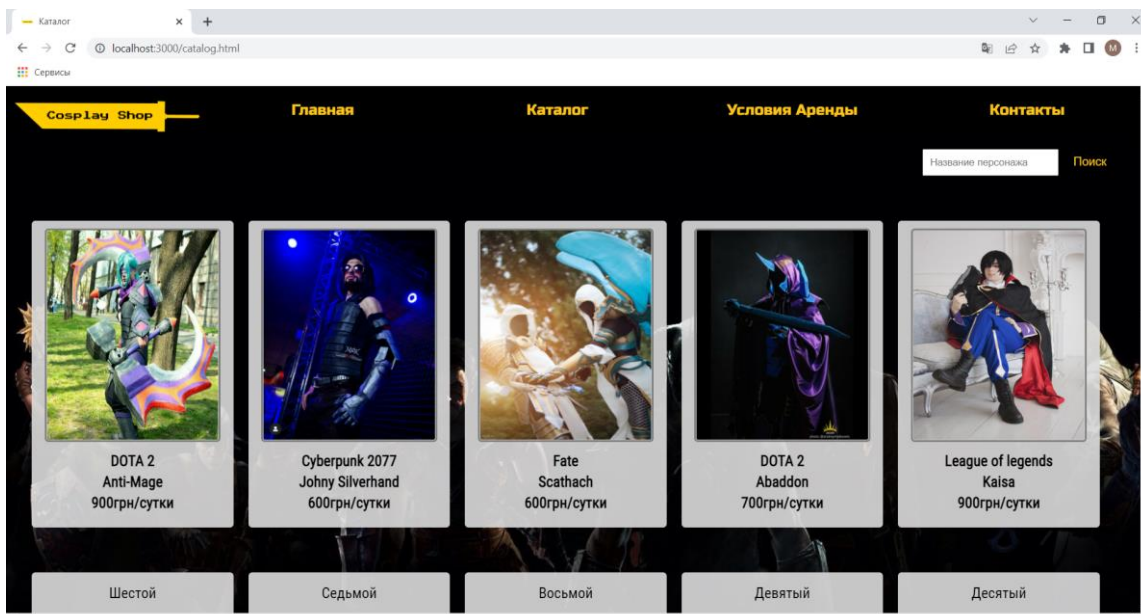 Каталог
localhost:3000/catalog.html
М
Сервисы
Cosplay Shop
Главная
Каталог
Условия Аренды
Контакты
Название персонажа
Поиск
DOTA 2
Anti-Mage
900грн/сутки
Cyberpunk 2077
Johny Silverhand
600грн/сутки
Fate
Scathach
600грн/сутки
DOTA 2
Abaddon
700грн/сутки
League of legends
Kaisa
900грн/сутки
Шестой
Седьмой
Восьмой
Девятый
Десятый